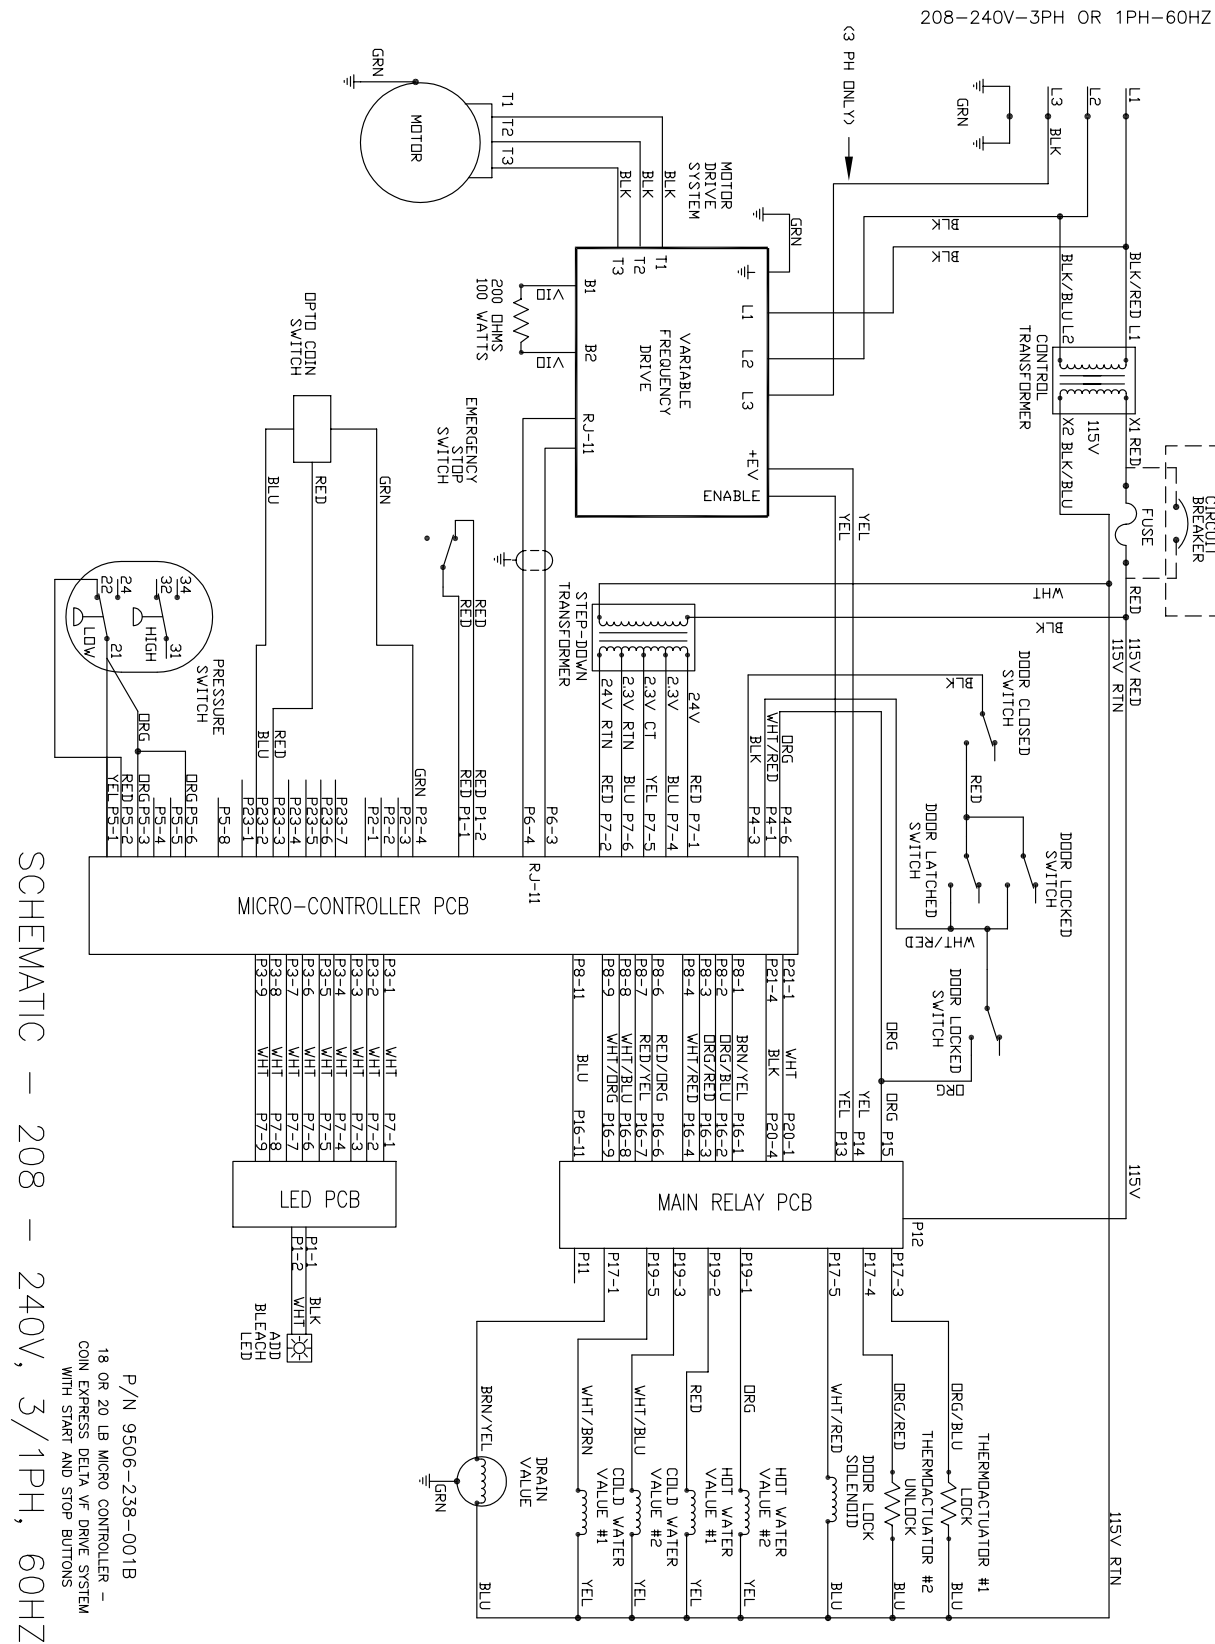 208-240V-3PH OR 1PH-60HZ
L1
L2
L3
BLK
GRN
(3 PH ONLY)
BLK
BLK
BLK/RED L1
BLK/BLU L2
CONTROL
TRANSFORMER
115V
X1 RED
X2 BLK/BLU
FUSE
BREAKER
RED
WHT
BLK
115V RED
115V RTN
115V
115V RTN
GRN
MOTOR
T1
T2
T3
BLK
BLK
BLK
MOTOR
DRIVE
SYSTEM
GRN
T1
T2
T3
L1
L2
L3
+EV
ENABLE
VARIABLE
FREQUENCY
DRIVE
B1
B2
RJ-11
VIO
VIO
200 OHMS
100 WATTS
YEL
YEL
OPTO COIN
SWITCH
GRN
RED
BLU
EMERGENCY
STOP
SWITCH
RED
RED
STEP-DOWN
TRANSFORMER
24V
2.3V
2.3V CT
2.3V RTN
24V RTN
RED P7-1
BLU P7-4
YEL P7-5
BLU P7-6
RED P7-2
PRESSURE
SWITCH
34
32
31
HIGH
24
22
21
LOW
ORG
ORG P5-6
P5-5
P5-4
ORG P5-3
RED P5-2
YEL P5-1
P5-8
BLU
RED
P23-1
P23-2
P23-3
P23-4
P23-5
P23-6
P23-7
P2-1
P2-2
P2-3
GRN P2-4
RED P1-1
RED P1-2
P6-4
P6-3
RJ-11
DOOR CLOSED
SWITCH
BLK
RED
DOOR LATCHED
SWITCH
DOOR LOCKED
SWITCH
WHT/RED
DOOR LOCKED
SWITCH
ORG
ORG
ORG
WHT/RED
BLK
P4-6
P4-1
P4-3
MICRO-CONTROLLER PCB
P3-1
P3-2
P3-3
P3-4
P3-5
P3-6
P3-7
P3-8
P3-9
WHT
WHT
WHT
WHT
WHT
WHT
WHT
WHT
WHT
P7-1
P7-2
P7-3
P7-4
P7-5
P7-6
P7-7
P7-8
P7-9
LED PCB
P1-1
P1-2
BLK
WHT
ADD
BLEACH
LED
P21-1 WHT P20-1
P21-4 BLK P20-4
P8-1 BRN/YEL P16-1
P8-2 ORG/BLU P16-2
P8-3 ORG/RED P16-3
P8-4 WHT/RED P16-4
P8-6 RED/ORG P16-6
P8-7 RED/YEL P16-7
P8-8 WHT/BLU P16-8
P8-9 WHT/ORG P16-9
P8-11 BLU P16-11
ORG P15
YEL P14
YEL P13
MAIN RELAY PCB
P12
P17-3
P17-4
P17-5
P19-1
P19-2
P19-3
P19-5
P17-1
P11
THERMOACTUATOR #1
LOCK
ORG/BLU
BLU
THERMOACTUATOR #2
UNLOCK
ORG/RED
BLU
DOOR LOCK
SOLENOID
WHT/RED
BLU
HOT WATER
VALUE #2
ORG
YEL
HOT WATER
VALUE #1
RED
YEL
COLD WATER
VALUE #2
WHT/BLU
YEL
COLD WATER
VALUE #1
WHT/BRN
YEL
DRAIN
VALUE
BRN/YEL
BLU
GRN
P/N 9506-238-001B
18 OR 20 LB MICRO CONTROLLER -
COIN EXPRESS DELTA VF DRIVE SYSTEM
WITH START AND STOP BUTTONS
SCHEMATIC - 208 - 240V, 3/1PH, 60HZ